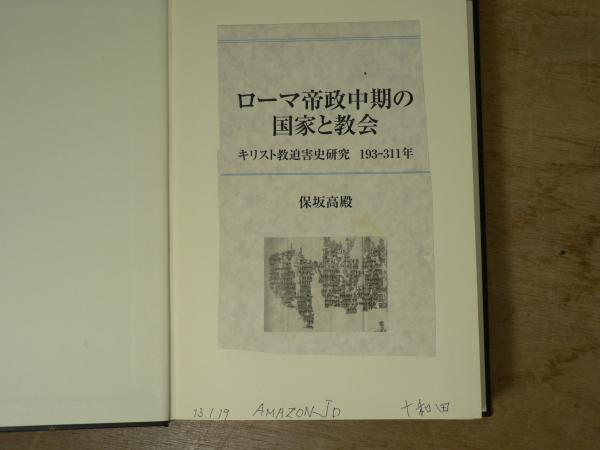 ローマ帝政中期の
国家と教会
キリスト教迫害史研究 193-311年
保坂高殿
13.1.19 AMAZON JD 十和田